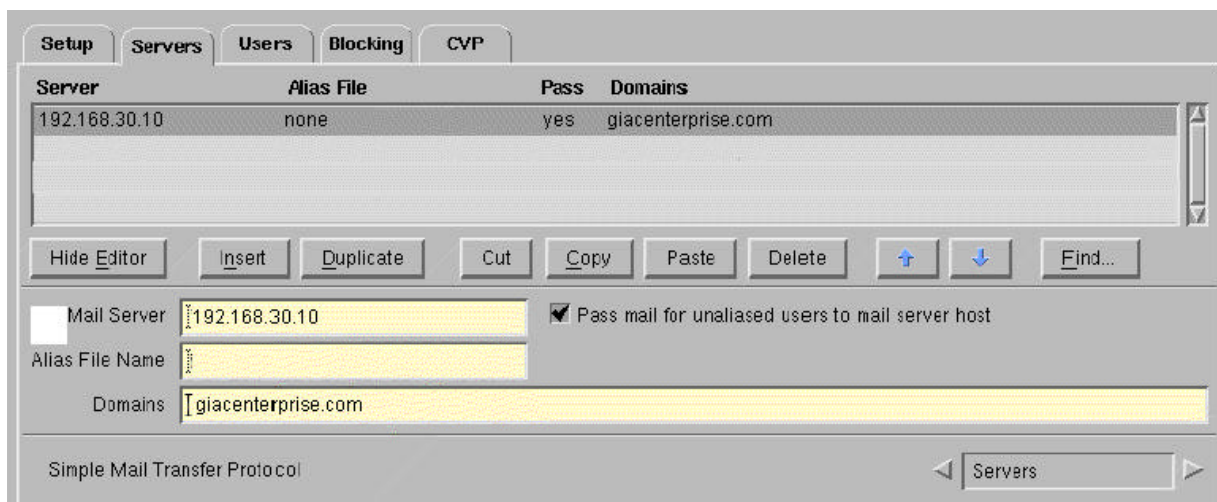 Setup Servers Users Blocking CVP
Server Alias File Pass Domains
192.168.30.10 none yes giacenterprise.com
Hide Editor Insert Duplicate Cut Copy Paste Delete Find...
Mail Server 192.168.30.10 Pass mail for unaliased users to mail server host
Alias File Name
Domains giacenterprise.com
Simple Mail Transfer Protocol Servers